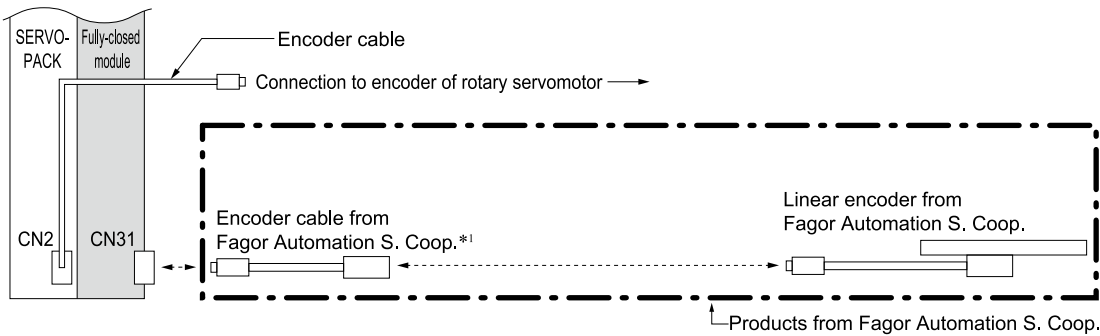 SERVO-
PACK
Fully-closed
module
Encoder cable
Connection to encoder of rotary servomotor
CN2
CN31
Encoder cable from
Fagor Automation S. Coop.*1
Linear encoder from
Fagor Automation S. Coop.
Products from Fagor Automation S. Coop.